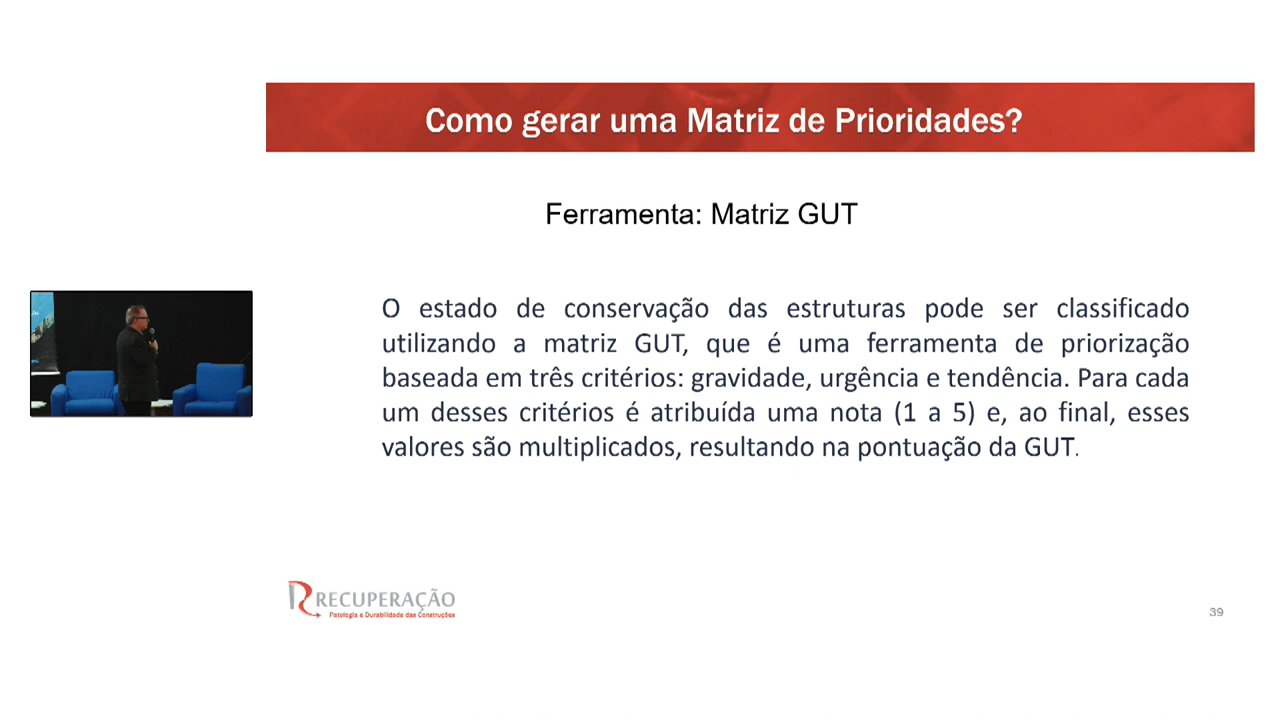 Como gerar uma Matriz de Prioridades?
Ferramenta: Matriz GUT
O estado de conservação das estruturas pode ser classificado
utilizando a matriz GUT, que é uma ferramenta de priorização
baseada em três critérios: gravidade, urgência e tendência. Para cada
um desses critérios é atribuída uma nota (1 a 5) e, ao final, esses
valores são multiplicados, resultando na pontuação da GUT.
RECUPERAÇÃO
Patologia e Durabilidade das Construções
39